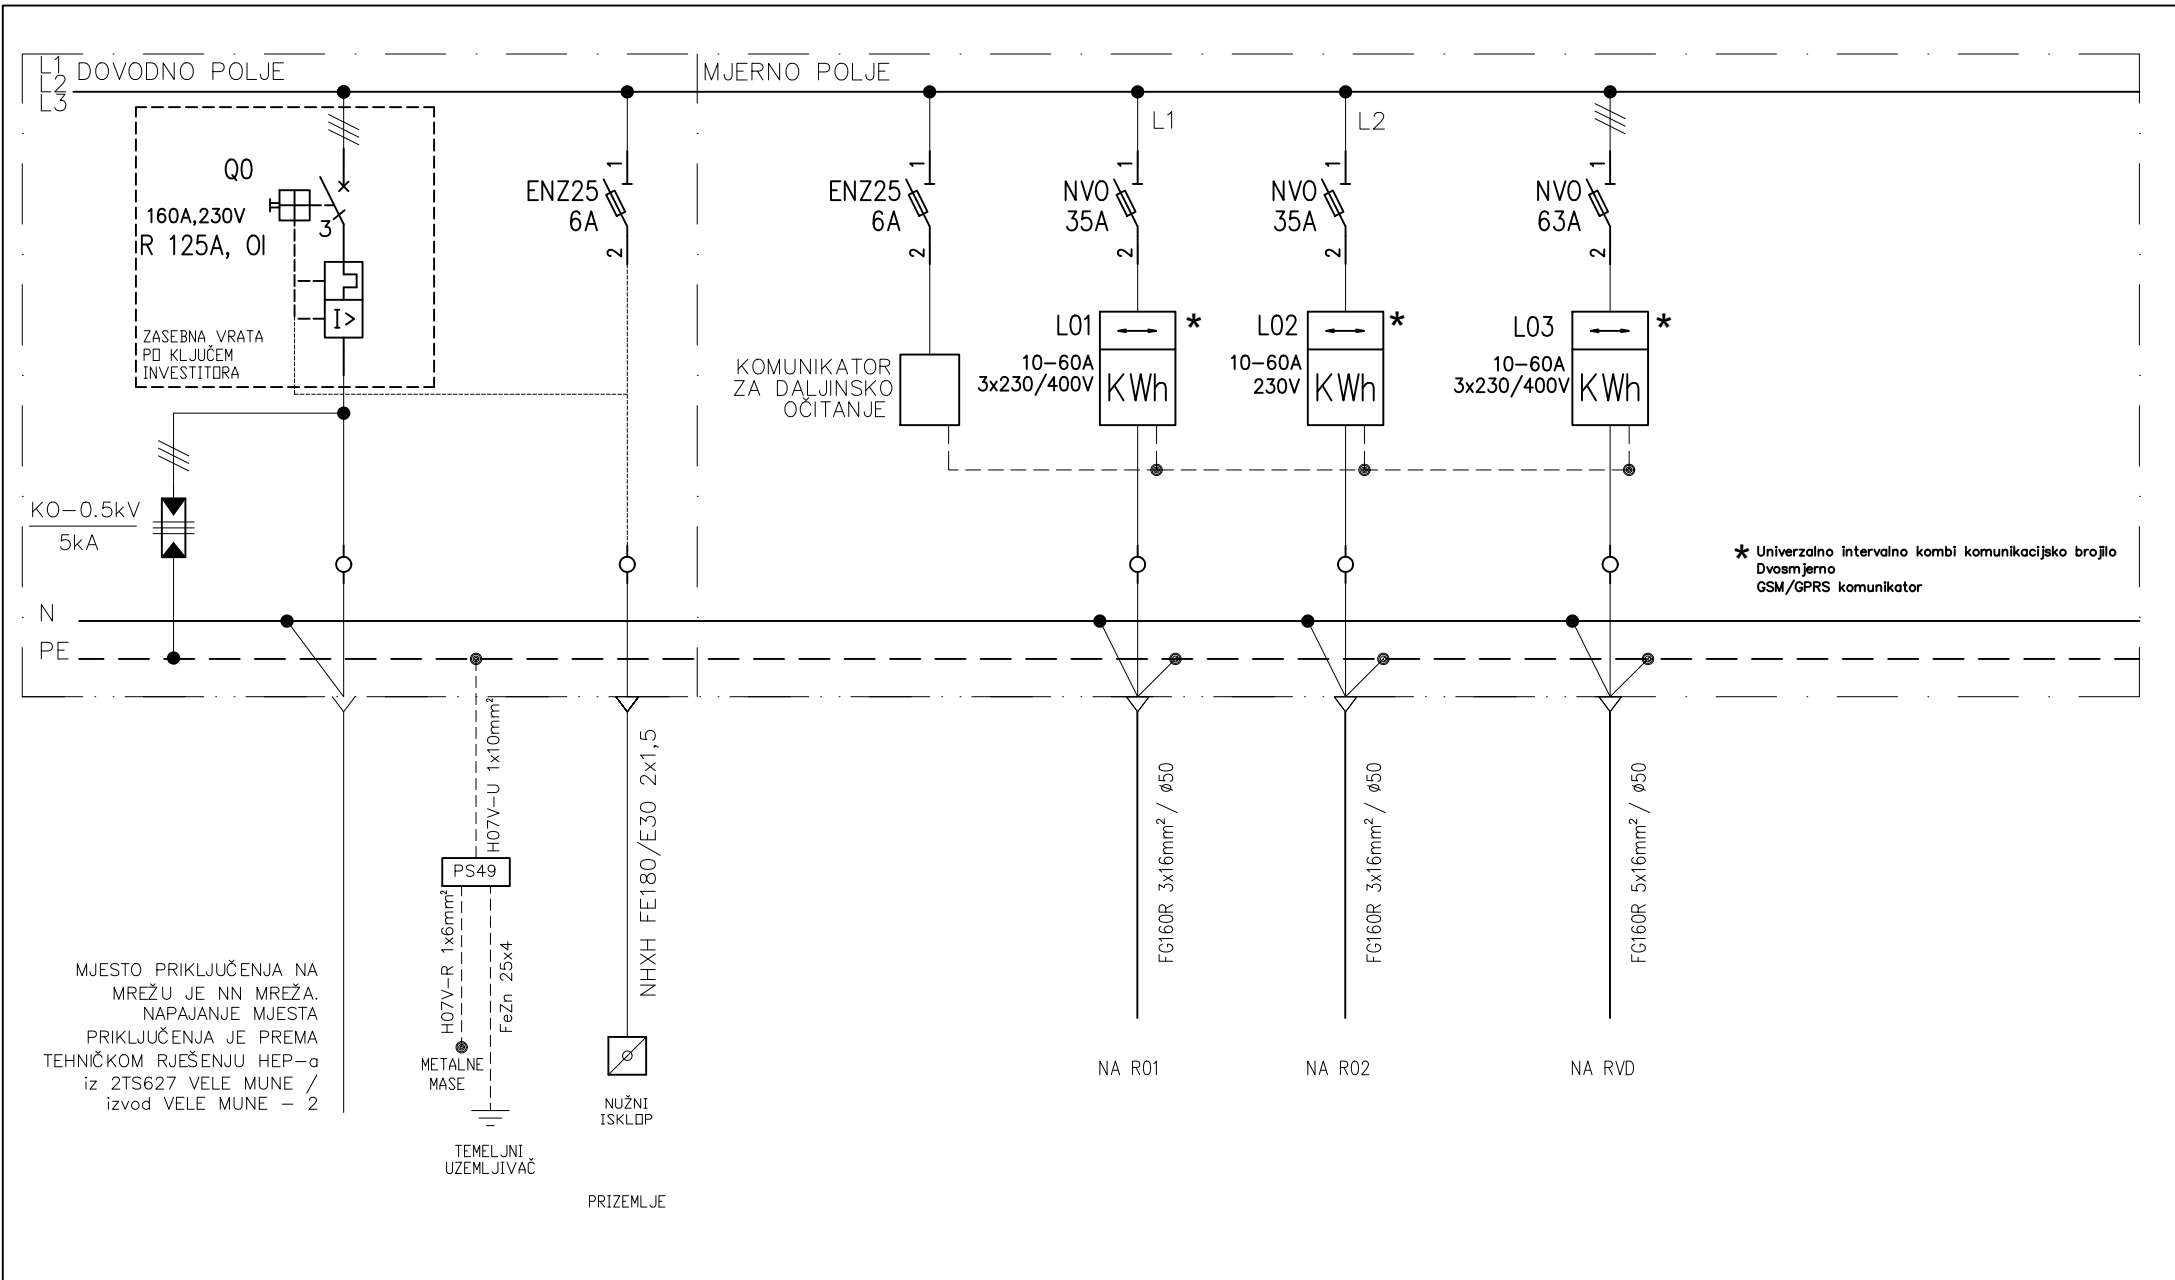 L1
L2
L3
DOVODNO POLJE
MJERNO POLJE
L1
L2
Q0
160A,230V
R 125A, OI
3
I>
ZASEBNA VRATA
PO KLJUČEM
INVESTITORA
1
ENZ25
6A
2
1
ENZ25
6A
2
1
NVO
35A
2
1
NVO
35A
2
1
NVO
63A
2
KOMUNIKATOR
ZA DALJINSKO
OČITANJE
L01
*
10-60A
3x230/400V
KWh
L02
*
10-60A
230V
KWh
L03
*
10-60A
3x230/400V
KWh
KO-0.5kV
5kA
* Univerzalno intervalno kombi komunikacijsko brojilo
Dvosmjerno
GSM/GPRS komunikator
N
PE
H07V-U 1x10mm²
PS49
H07V-R 1x6mm²
FeZn 25x4
METALNE
MASE
TEMELJNI
UZEMLJIVAČ
NHXH FE180/E30 2x1,5
NUŽNI
ISKLOP
PRIZEMLJE
MJESTO PRIKLJUČENJA NA
MREŽU JE NN MREŽA.
NAPAJANJE MJESTA
PRIKLJUČENJA JE PREMA
TEHNIČKOM RJEŠENJU HEP-a
iz 2TS627 VELE MUNE /
izvod VELE MUNE - 2
FG16OR 3x16mm² / ø50
NA RO1
FG16OR 3x16mm² / ø50
NA RO2
FG16OR 5x16mm² / ø50
NA RVD